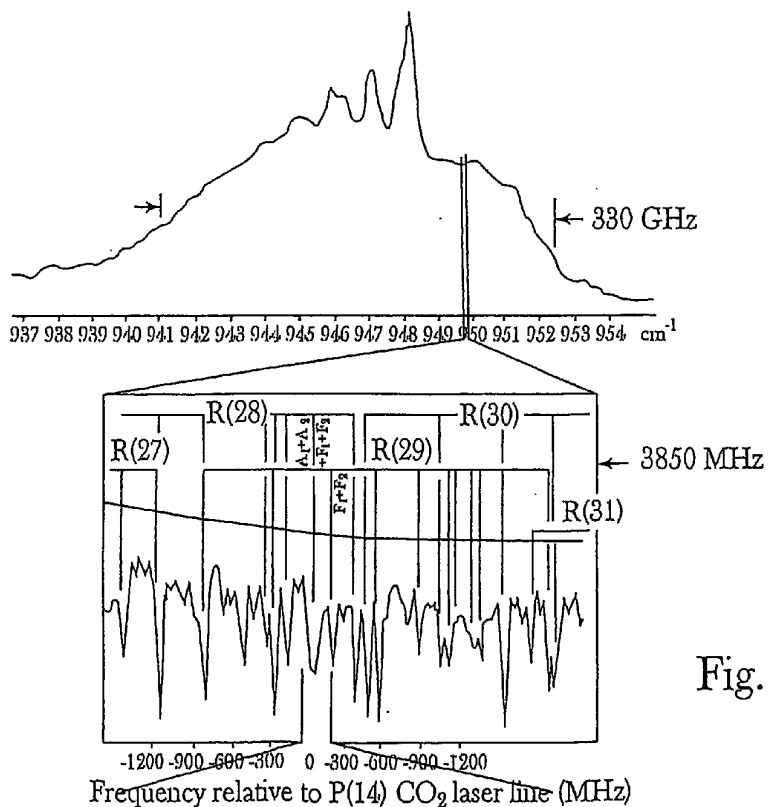 330 GHz
937 938 939 940 941 942 943 944 945 946 947 948 949 950 951 952 953 954 cm⁻¹
R(28) A₁+A₂ +F₁+F₂ R(30)
R(27) R(29) 3850 MHz
F₁+F₂
R(31)
Fig.
-1200 -900 -600 -300 0 -300 -600 -900 -1200
Frequency relative to P(14) CO₂ laser line (MHz)